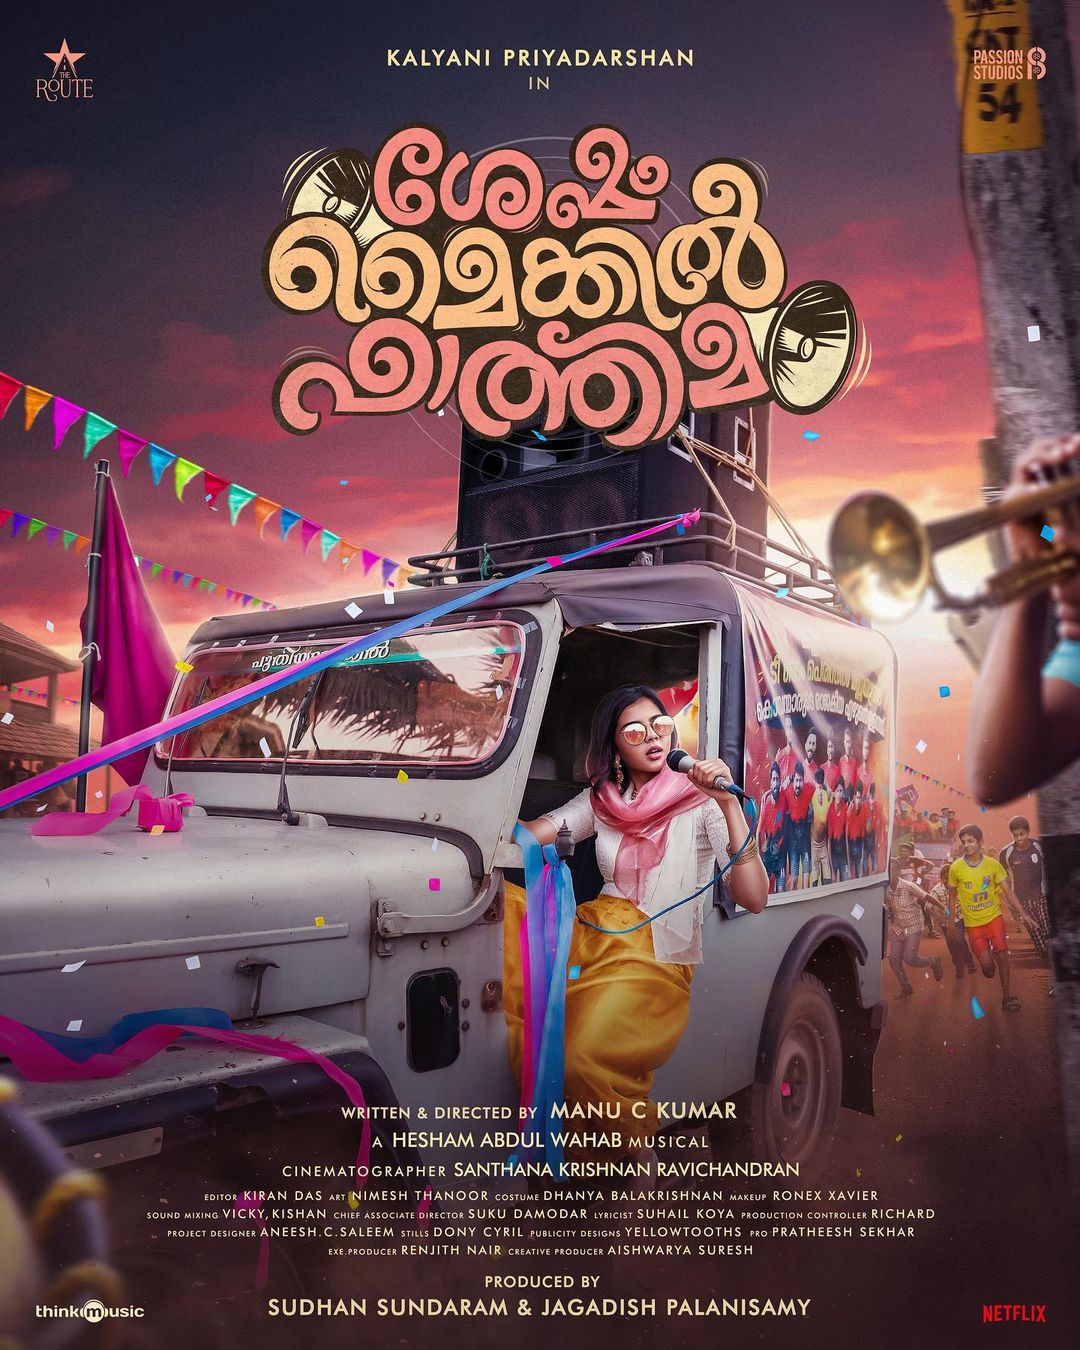 THE
ROUTE
KALYANI PRIYADARSHAN
IN
PASSION
STUDIOS
54
ശേഷം
മൈക്കിൽ
ഫാത്തിമ
WRITTEN & DIRECTED BY MANU C KUMAR
A HESHAM ABDUL WAHAB MUSICAL
CINEMATOGRAPHER SANTHANA KRISHNAN RAVICHANDRAN
EDITOR KIRAN DAS ART NIMESH THANOOR COSTUME DHANYA BALAKRISHNAN MAKEUP RONEX XAVIER
SOUND MIXING VICKY, KISHAN CHIEF ASSOCIATE DIRECTOR SUKU DAMODAR LYRICIST SUHAIL KOYA PRODUCTION CONTROLLER RICHARD
PROJECT DESIGNER ANEESH.C.SALEEM STILLS DONY CYRIL PUBLICITY DESIGNS YELLOWTOOTHS PRO PRATHEESH SEKHAR
EXE.PRODUCER RENJITH NAIR CREATIVE PRODUCER AISHWARYA SURESH
PRODUCED BY
SUDHAN SUNDARAM & JAGADISH PALANISAMY
think music
NETFLIX